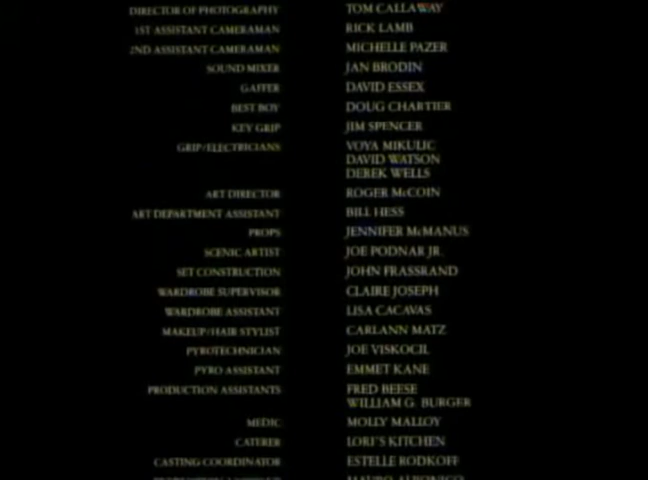 DIRECTOR OF PHOTOGRAPHY TOM CALLAWAY
1ST ASSISTANT CAMERAMAN RICK LAMB
2ND ASSISTANT CAMERAMAN MICHELLE PAZER
SOUND MIXER JAN BRODIN
GAFFER DAVID ESSEX
BEST BOY DOUG CHARTIER
KEY GRIP JIM SPENCER
GRIP/ELECTRICIANS VOYA MIKULIC
DAVID WATSON
DEREK WELLS
ART DIRECTOR ROGER McCOIN
ART DEPARTMENT ASSISTANT BILL HESS
PROPS JENNIFER McMANUS
SCENIC ARTIST JOE PODNAR JR.
SET CONSTRUCTION JOHN FRASSRAND
WARDROBE SUPERVISOR CLAIRE JOSEPH
WARDROBE ASSISTANT LISA CACAVAS
MAKEUP/HAIR STYLIST CARLANN MATZ
PYROTECHNICIAN JOE VISKOCIL
PYRO ASSISTANT EMMET KANE
PRODUCTION ASSISTANTS FRED BEESE
WILLIAM G. BURGER
MEDIC MOLLY MALLOY
CATERER LORI'S KITCHEN
CASTING COORDINATOR ESTELLE RODKOFF